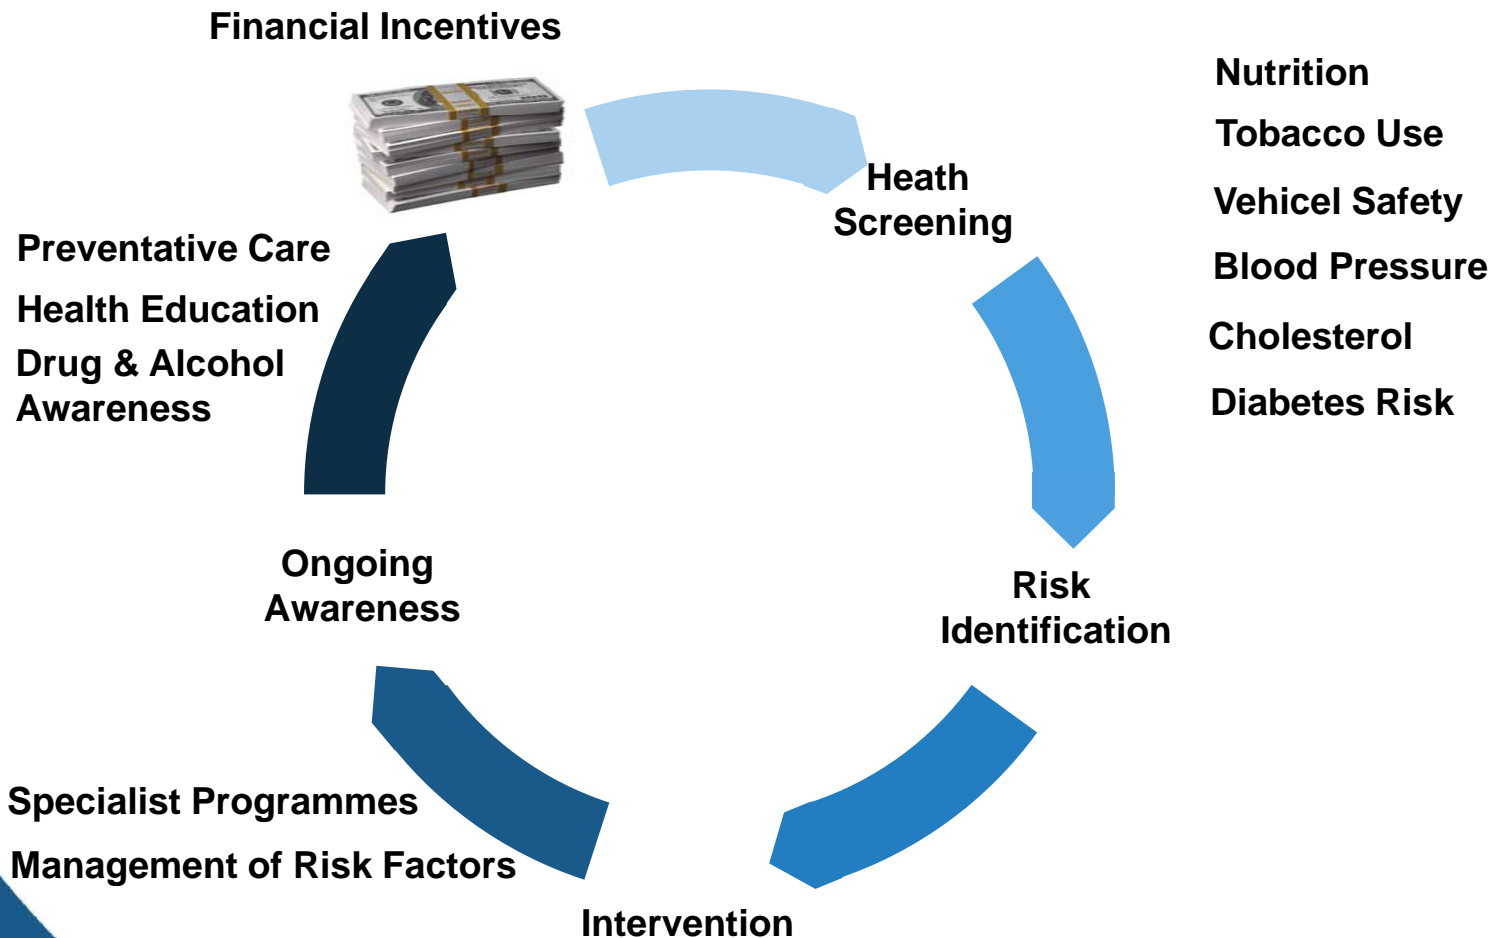 Financial Incentives
Heath
Screening
Nutrition
Tobacco Use
Vehicel Safety
Blood Pressure
Cholesterol
Diabetes Risk
Risk
Identification
Intervention
Specialist Programmes
Management of Risk Factors
Ongoing
Awareness
Preventative Care
Health Education
Drug & Alcohol
Awareness